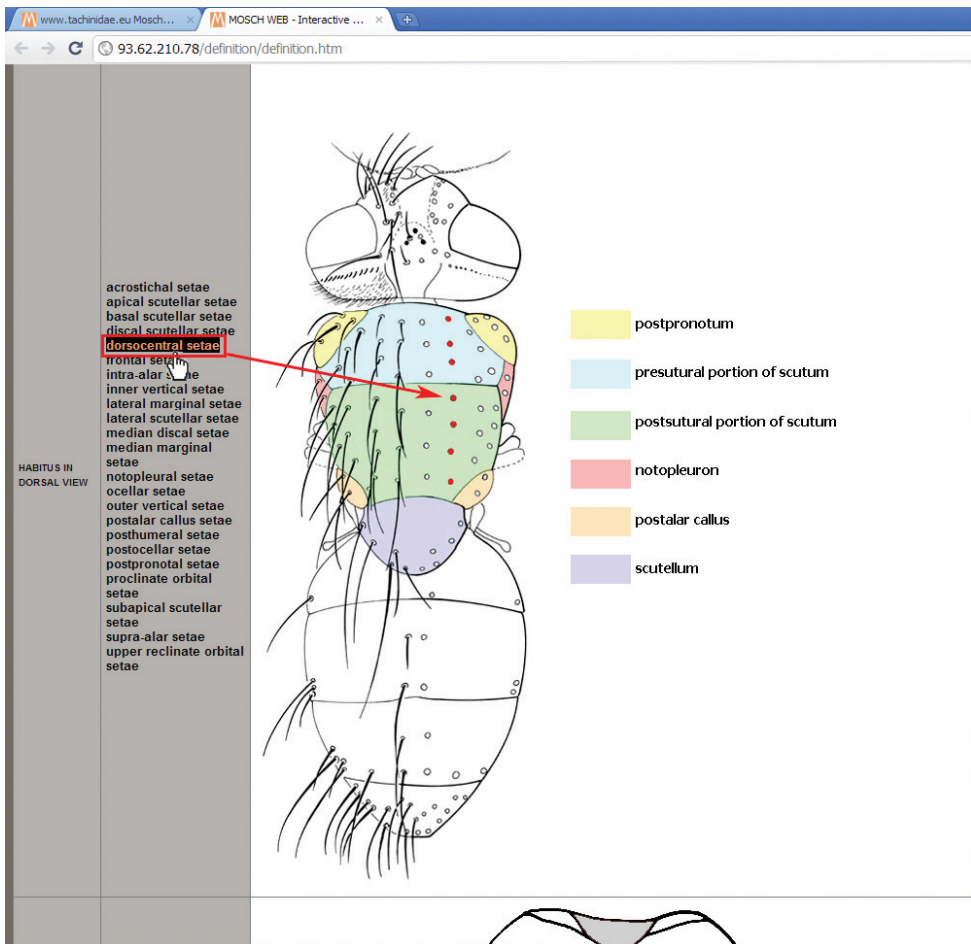 www.tachinidae.eu Mosch...
MOSCH WEB - Interactive ...
93.62.210.78/definition/definition.htm
HABITUS IN
DORSAL VIEW
acrostichal setae
apical scutellar setae
basal scutellar setae
discal scutellar setae
dorsocentral setae
frontal setae
intra-alar setae
inner vertical setae
lateral marginal setae
lateral scutellar setae
median discal setae
median marginal
setae
notopleural setae
ocellar setae
outer vertical setae
postalar callus setae
posthumeral setae
postocellar setae
postpronotal setae
proclinate orbital
setae
subapical scutellar
setae
supra-alar setae
upper reclinate orbital
setae
postpronotum
presutural portion of scutum
postsutural portion of scutum
notopleuron
postalar callus
scutellum